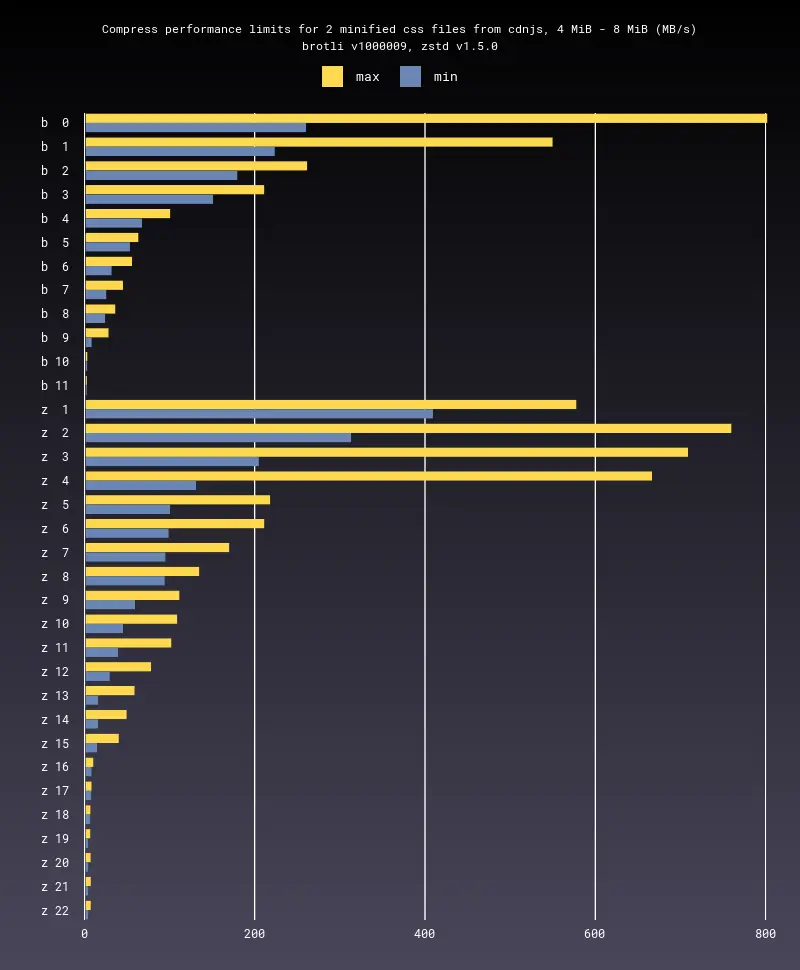 Compress performance limits for 2 minified css files from cdnjs, 4 MiB - 8 MiB (MB/s)
brotli v1000009, zstd v1.5.0
max min
b 0
b 1
b 2
b 3
b 4
b 5
b 6
b 7
b 8
b 9
b 10
b 11
z 1
z 2
z 3
z 4
z 5
z 6
z 7
z 8
z 9
z 10
z 11
z 12
z 13
z 14
z 15
z 16
z 17
z 18
z 19
z 20
z 21
z 22
0 200 400 600 800